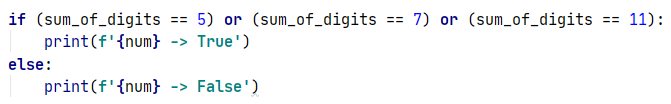 if (sum_of_digits == 5) or (sum_of_digits == 7) or (sum_of_digits == 11):
    print(f'{num} -> True')
else:
    print(f'{num} -> False')